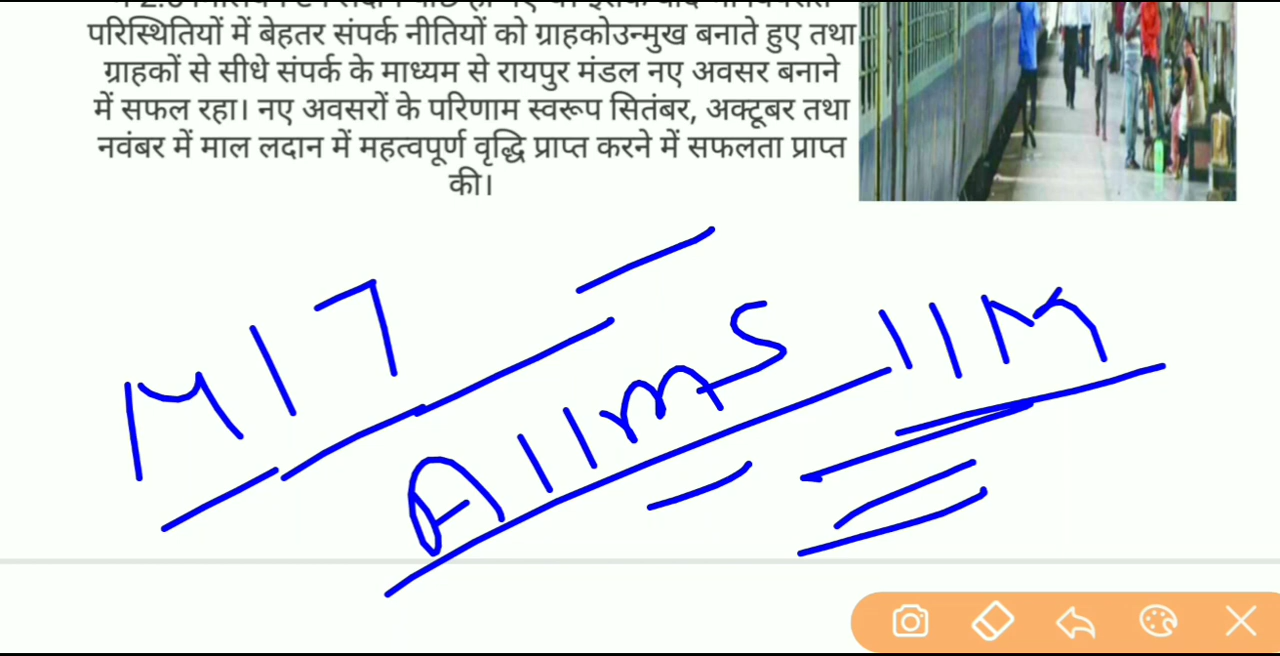 परिस्थितियों में बेहतर संपर्क नीतियों को ग्राहकोउन्मुख बनाते हुए तथा
ग्राहकों से सीधे संपर्क के माध्यम से रायपुर मंडल नए अवसर बनाने
में सफल रहा। नए अवसरों के परिणाम स्वरूप सितंबर, अक्टूबर तथा
नवंबर में माल लदान में महत्वपूर्ण वृद्धि प्राप्त करने में सफलता प्राप्त
की।
MIT
AIIMS IIM